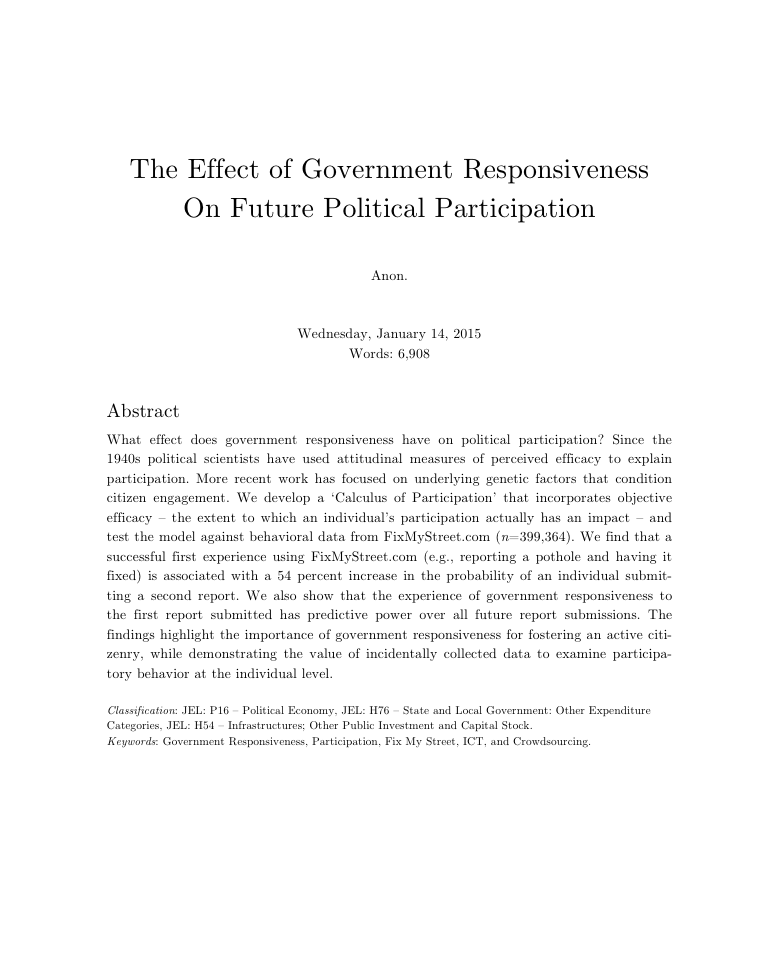 The Effect of Government Responsiveness
On Future Political Participation
Anon.
Wednesday, January 14, 2015
Words: 6,908
Abstract
What effect does government responsiveness have on political participation? Since the
1940s political scientists have used attitudinal measures of perceived efficacy to explain
participation. More recent work has focused on underlying genetic factors that condition
citizen engagement. We develop a ‘Calculus of Participation’ that incorporates objective
efficacy – the extent to which an individual’s participation actually has an impact – and
test the model against behavioral data from FixMyStreet.com (n=399,364). We find that a
successful first experience using FixMyStreet.com (e.g., reporting a pothole and having it
fixed) is associated with a 54 percent increase in the probability of an individual submit-
ting a second report. We also show that the experience of government responsiveness to
the first report submitted has predictive power over all future report submissions. The
findings highlight the importance of government responsiveness for fostering an active citi-
zenry, while demonstrating the value of incidentally collected data to examine participa-
tory behavior at the individual level.
Classification: JEL: P16 – Political Economy, JEL: H76 – State and Local Government: Other Expenditure
Categories, JEL: H54 – Infrastructures; Other Public Investment and Capital Stock.
Keywords: Government Responsiveness, Participation, Fix My Street, ICT, and Crowdsourcing.